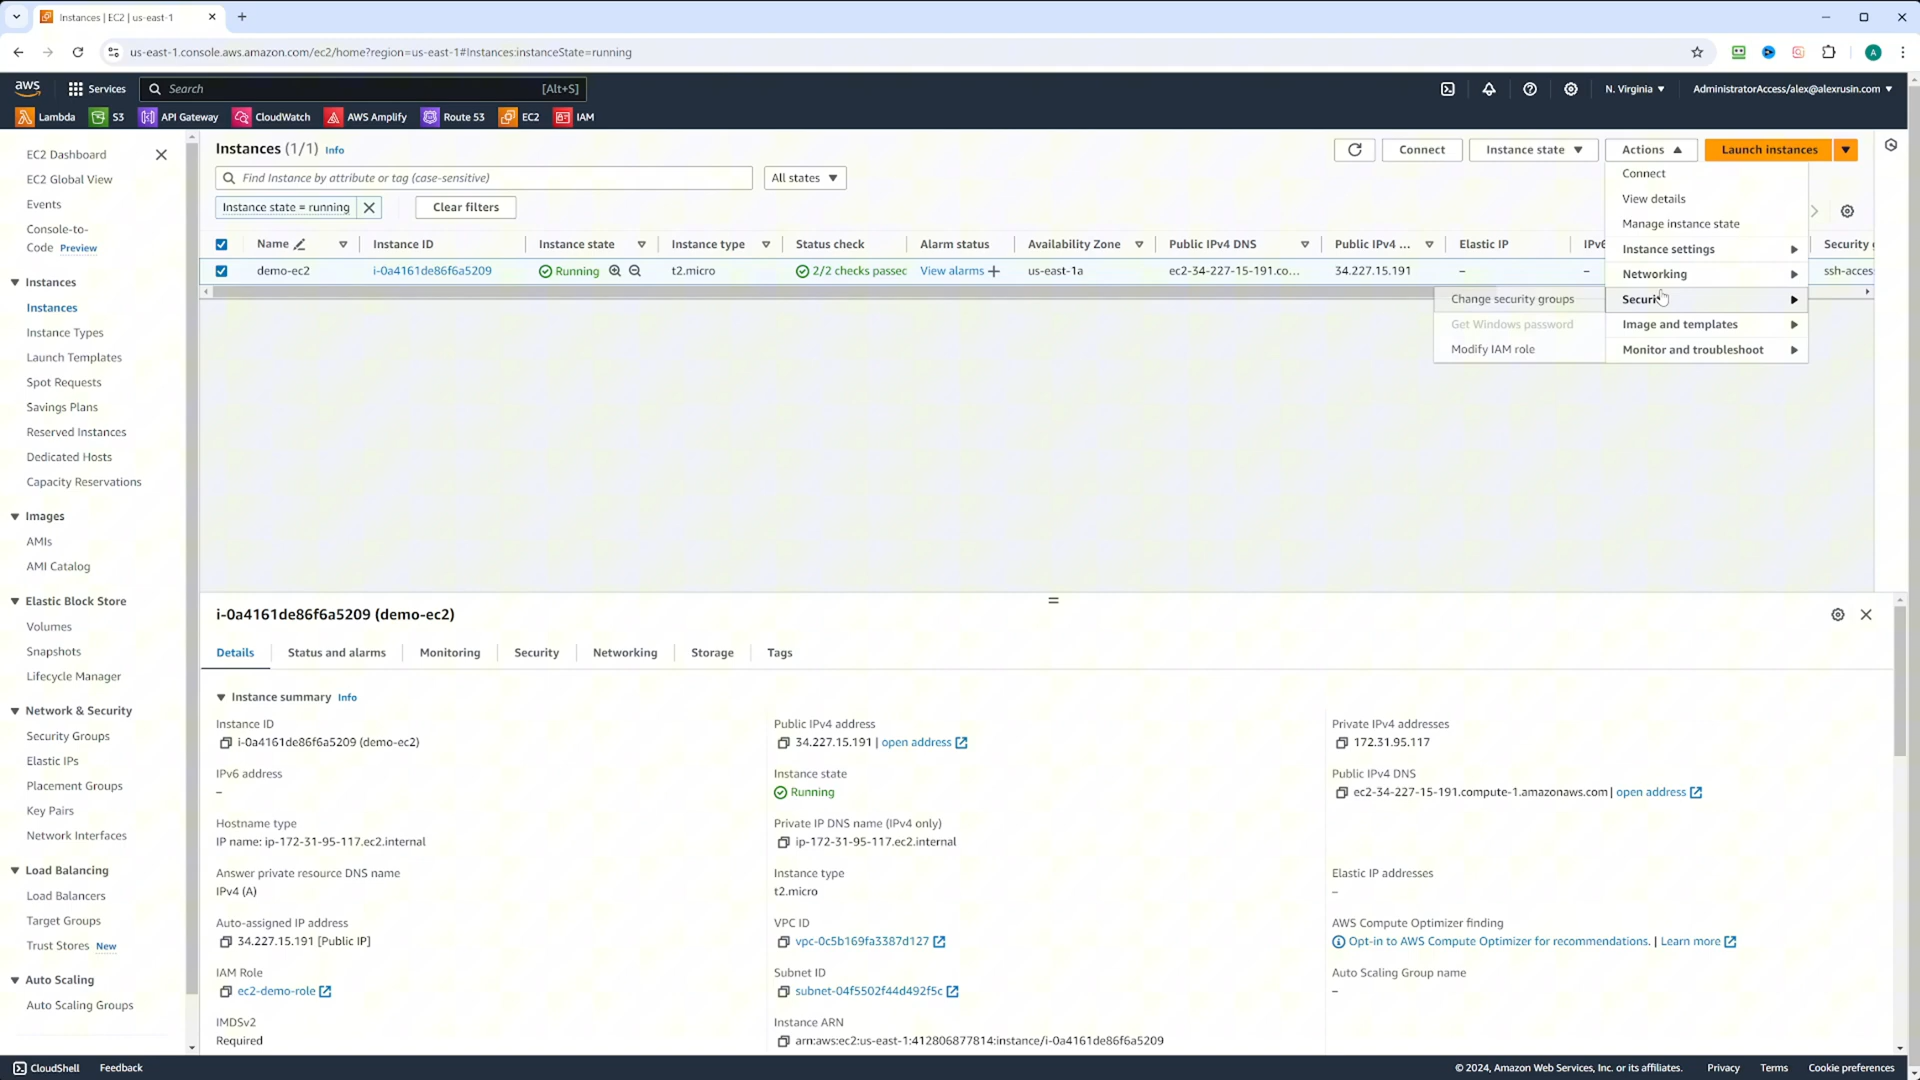 Instances | EC2 | us-east-1
us-east-1.console.aws.amazon.com/ec2/home?region=us-east-1#Instances:instanceState=running
A
aws
Services
Search
[Alt+S]
N. Virginia
AdministratorAccess/alex@alexrusin.com
Lambda
S3
API Gateway
CloudWatch
AWS Amplify
Route 53
EC2
IAM
EC2 Dashboard
EC2 Global View
Events
Console-to-
Code Preview
Instances
Instances
Instance Types
Launch Templates
Spot Requests
Savings Plans
Reserved Instances
Dedicated Hosts
Capacity Reservations
Images
AMIs
AMI Catalog
Elastic Block Store
Volumes
Snapshots
Lifecycle Manager
Network & Security
Security Groups
Elastic IPs
Placement Groups
Key Pairs
Network Interfaces
Load Balancing
Load Balancers
Target Groups
Trust Stores New
Auto Scaling
Auto Scaling Groups
Instances (1/1) Info
Connect
Instance state
Actions
Launch instances
Find Instance by attribute or tag (case-sensitive)
All states
Instance state = running
Clear filters
Name
Instance ID
Instance state
Instance type
Status check
Alarm status
Availability Zone
Public IPv4 DNS
Public IPv4 ...
Elastic IP
IPv6
Security g
demo-ec2
i-0a4161de86f6a5209
Running
t2.micro
2/2 checks passec
View alarms +
us-east-1a
ec2-34-227-15-191.co...
34.227.15.191
–
–
ssh-acces
Connect
View details
Manage instance state
Instance settings
Networking
Securi
Image and templates
Monitor and troubleshoot
Change security groups
Get Windows password
Modify IAM role
i-0a4161de86f6a5209 (demo-ec2)
Details
Status and alarms
Monitoring
Security
Networking
Storage
Tags
Instance summary Info
Instance ID
i-0a4161de86f6a5209 (demo-ec2)
Public IPv4 address
34.227.15.191 | open address
Private IPv4 addresses
172.31.95.117
IPv6 address
–
Instance state
Running
Public IPv4 DNS
ec2-34-227-15-191.compute-1.amazonaws.com | open address
Hostname type
IP name: ip-172-31-95-117.ec2.internal
Private IP DNS name (IPv4 only)
ip-172-31-95-117.ec2.internal
Answer private resource DNS name
IPv4 (A)
Instance type
t2.micro
Elastic IP addresses
–
Auto-assigned IP address
34.227.15.191 [Public IP]
VPC ID
vpc-0c5b169fa3387d127
AWS Compute Optimizer finding
Opt-in to AWS Compute Optimizer for recommendations. | Learn more
IAM Role
ec2-demo-role
Subnet ID
subnet-04f5502f44d492f5c
Auto Scaling Group name
–
IMDSv2
Required
Instance ARN
arn:aws:ec2:us-east-1:412806877814:instance/i-0a4161de86f6a5209
CloudShell
Feedback
© 2024, Amazon Web Services, Inc. or its affiliates.
Privacy
Terms
Cookie preferences